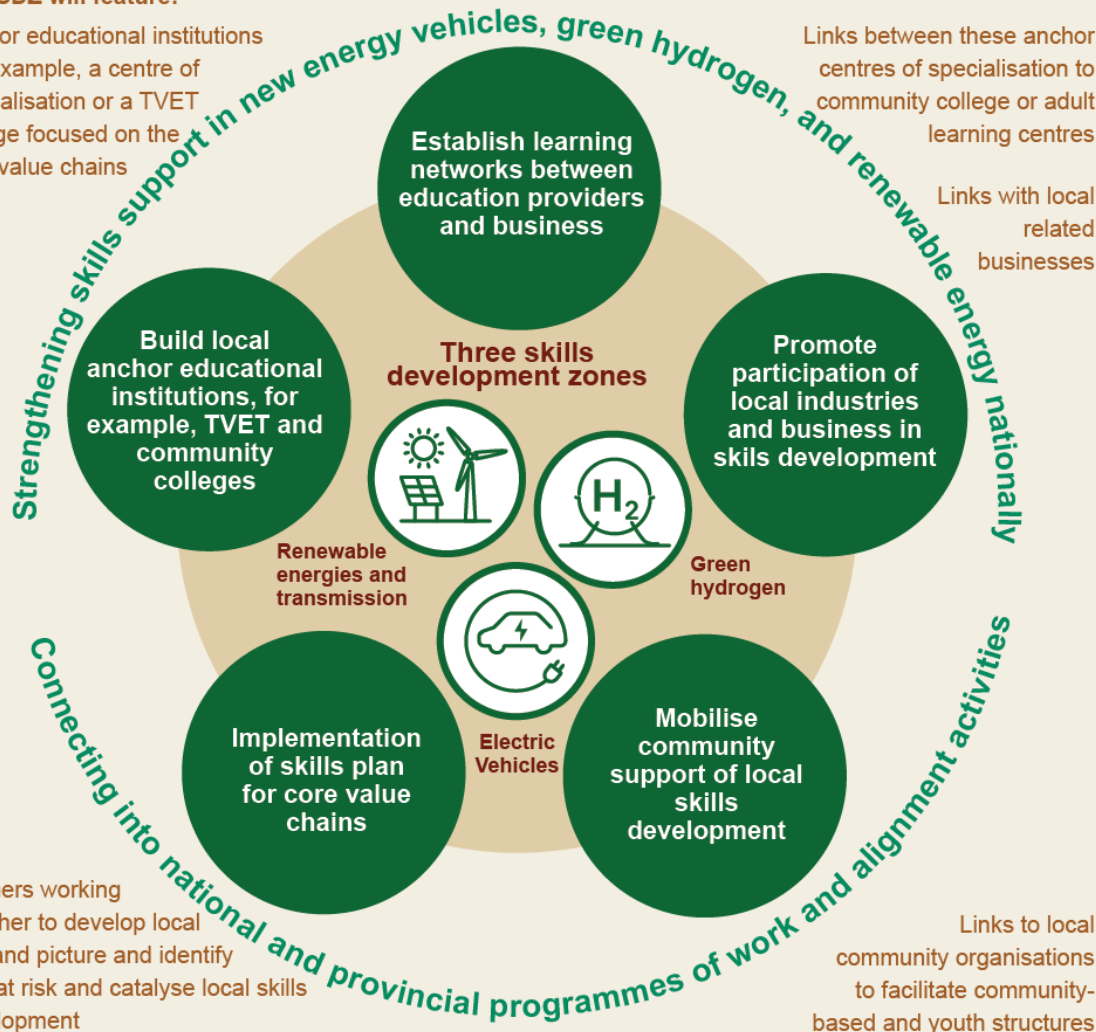 will feature:
or educational institutions
a centre of
or a TVET
focused on the
value chains
Links between these anchor
centres of specialisation to
community college or adult
learning centres
Links with local
related
businesses
Strengthening skills support in new energy vehicles, green hydrogen, and renewable energy nationally
Establish learning
networks between
education providers
and business
Build local
anchor educational
institutions, for
example, TVET and
community
colleges
Promote
participation of
local industries
and business in
skils development
Three skills
development zones
H2
Renewable
energies and
transmission
Green
hydrogen
Electric
Vehicles
Implementation
of skills plan
for core value
chains
Mobilise
community
support of local
skills
development
Connecting into national and provincial programmes of work and alignment activities
working
to develop local
and picture and identify
at risk and catalyse local skills
Links to local
community organisations
to facilitate community-
based and youth structures